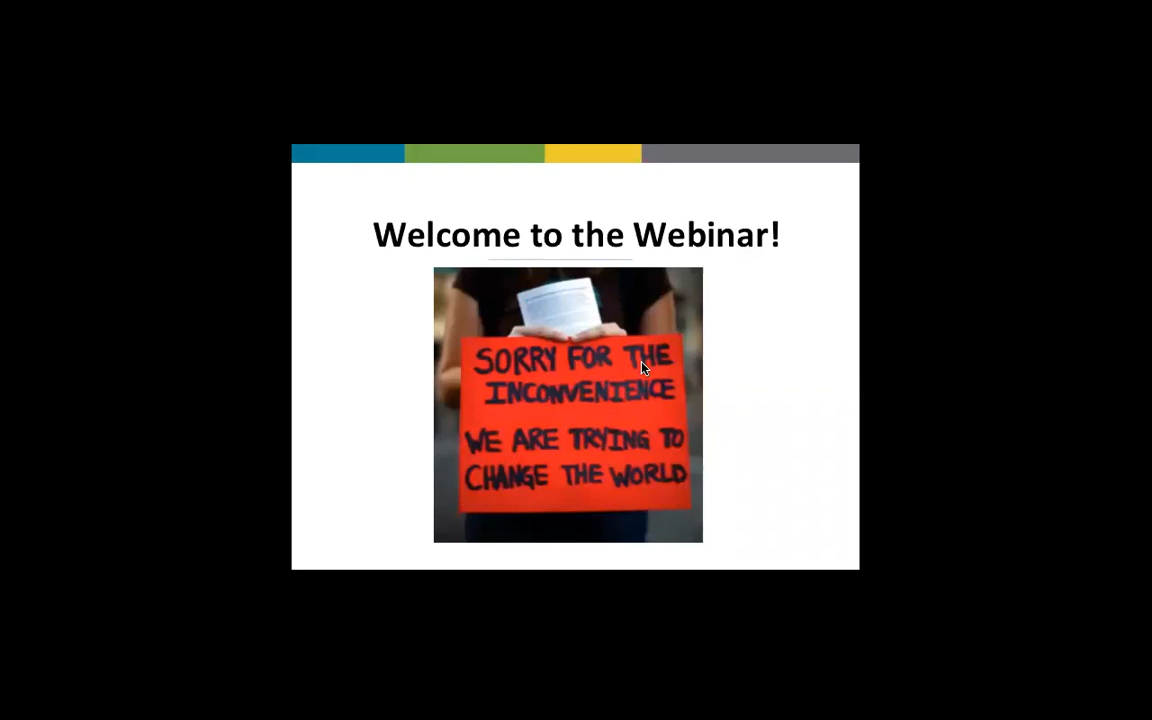 Welcome to the Webinar!
SORRY FOR THE
INCONVENIENCE
WE ARE TRYING TO
CHANGE THE WORLD